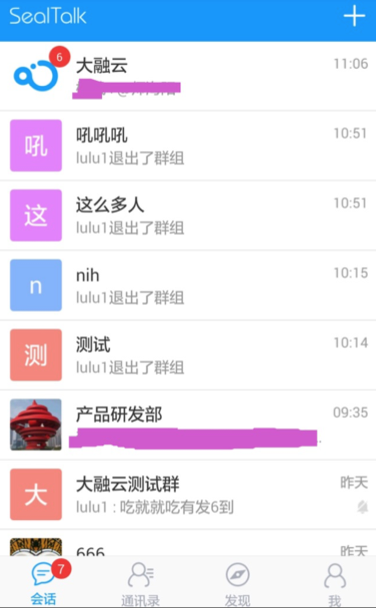 SealTalk
6
大融云
11:06
吼吼吼
10:51
吼
lulu1退出了群组
这么多人
10:51
这
lulu1退出了群组
nih
10:15
n
lulu1退出了群组
测试
10:14
测
lulu1退出了群组
产品研发部
09:35
大融云测试群
昨天
大
lulu1 : 吃就就吃有发6到
666
昨天
7
会话
通讯录
发现
我